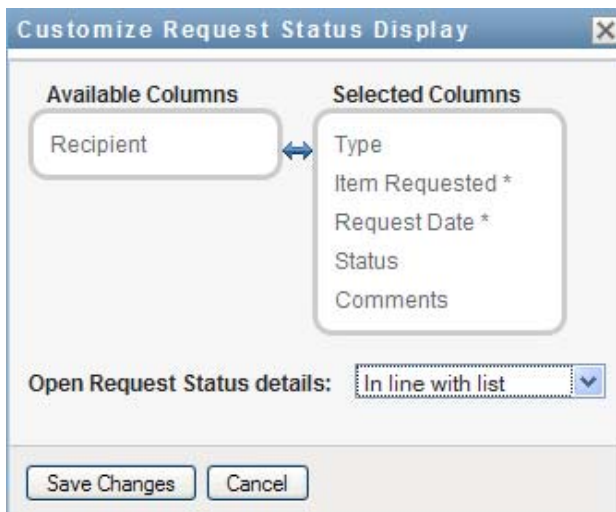 Customize Request Status Display
Available Columns
Recipient
Selected Columns
Type
Item Requested *
Request Date *
Status
Comments
Open Request Status details: In line with list
Save Changes Cancel